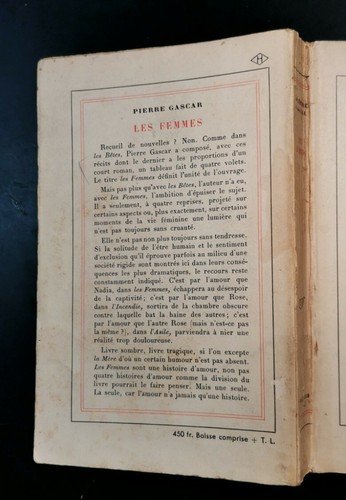 H
PIERRE GASCAR
LES FEMMES
Recueil de nouvelles ? Non. Comme dans
les Bêtes, Pierre Gascar a composé, avec ces
récits dont le dernier a les proportions d'un
court roman, un tableau fait de quatre volets.
Le titre les Femmes définit l'unité de l'ouvrage.
Mais pas plus qu'avec les Bêtes, l'auteur n'a eu,
avec les Femmes, l'ambition d'épuiser le sujet.
Il a seulement, à quatre reprises, projeté sur
certains aspects ou, plus exactement, sur certains
moments de la vie féminine une lumière qui
n'est pas toujours sans cruauté.
Elle n'est pas non plus toujours sans tendresse.
Si la solitude de l'être humain et le sentiment
d'exclusion qu'il éprouve parfois au milieu d'une
société rigide sont montrés ici dans leurs consé-
quences les plus dramatiques, le recours reste
constamment indiqué. C'est par l'amour que
Nadia, dans les Femmes, échappera au désespoir
de la captivité; c'est par l'amour que Rose,
dans l'Incendie, sortira de la chambre obscure
contre laquelle bat la haine des autres; c'est
par l'amour que l'autre Rose (mais n'est-ce pas
la même ?), dans l'Asile, parviendra à nier une
réalité trop douloureuse.
Livre sombre, livre tragique, si l'on excepte
la Mère d'où un certain humour n'est pas absent.
Les Femmes sont une histoire d'amour, non pas
quatre histoires d'amour comme la division du
livre pourrait le faire penser. Mais une seule.
La seule, car l'amour n'a jamais qu'une histoire.
450 fr. Baisse comprise + T. L.